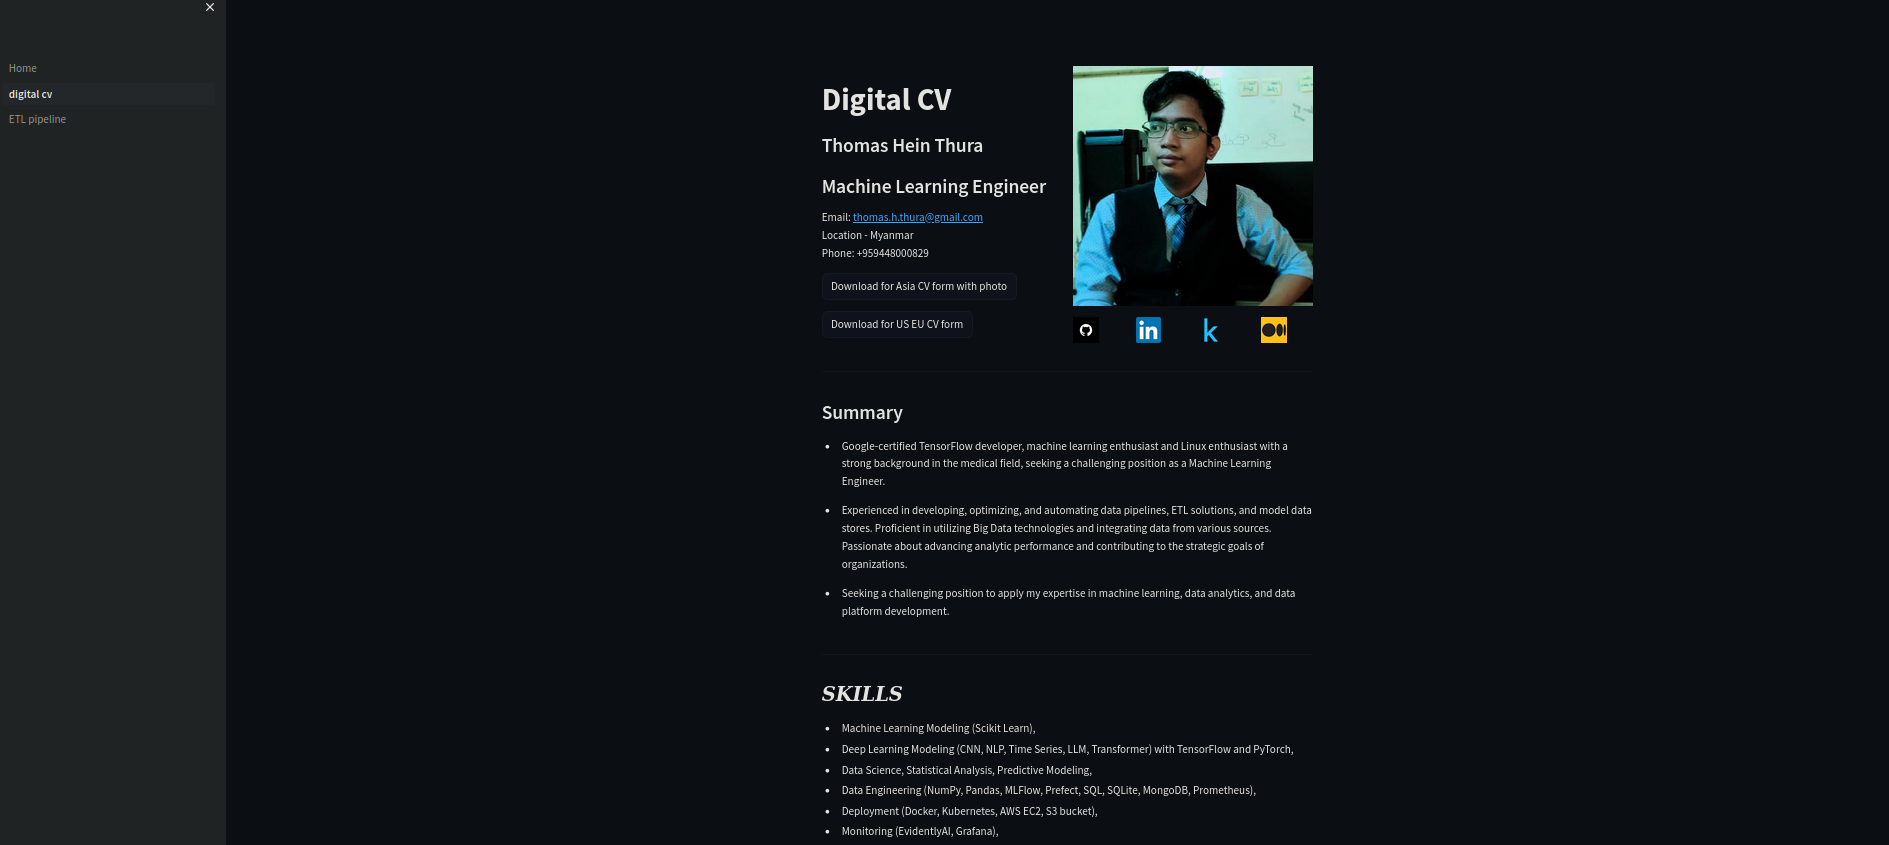 Home
digital cv
ETL pipeline
Digital CV
Thomas Hein Thura
Machine Learning Engineer
Email: thomas.h.thura@gmail.com
Location - Myanmar
Phone: +959448000829
Download for Asia CV form with photo
Download for US EU CV form
in
k
Summary
Google-certified TensorFlow developer, machine learning enthusiast and Linux enthusiast with a
strong background in the medical field, seeking a challenging position as a Machine Learning
Engineer.
Experienced in developing, optimizing, and automating data pipelines, ETL solutions, and model data
stores. Proficient in utilizing Big Data technologies and integrating data from various sources.
Passionate about advancing analytic performance and contributing to the strategic goals of
organizations.
Seeking a challenging position to apply my expertise in machine learning, data analytics, and data
platform development.
SKILLS
Machine Learning Modeling (Scikit Learn),
Deep Learning Modeling (CNN, NLP, Time Series, LLM, Transformer) with TensorFlow and PyTorch,
Data Science, Statistical Analysis, Predictive Modeling,
Data Engineering (NumPy, Pandas, MLFlow, Prefect, SQL, SQLite, MongoDB, Prometheus),
Deployment (Docker, Kubernetes, AWS EC2, S3 bucket),
Monitoring (EvidentlyAI, Grafana),